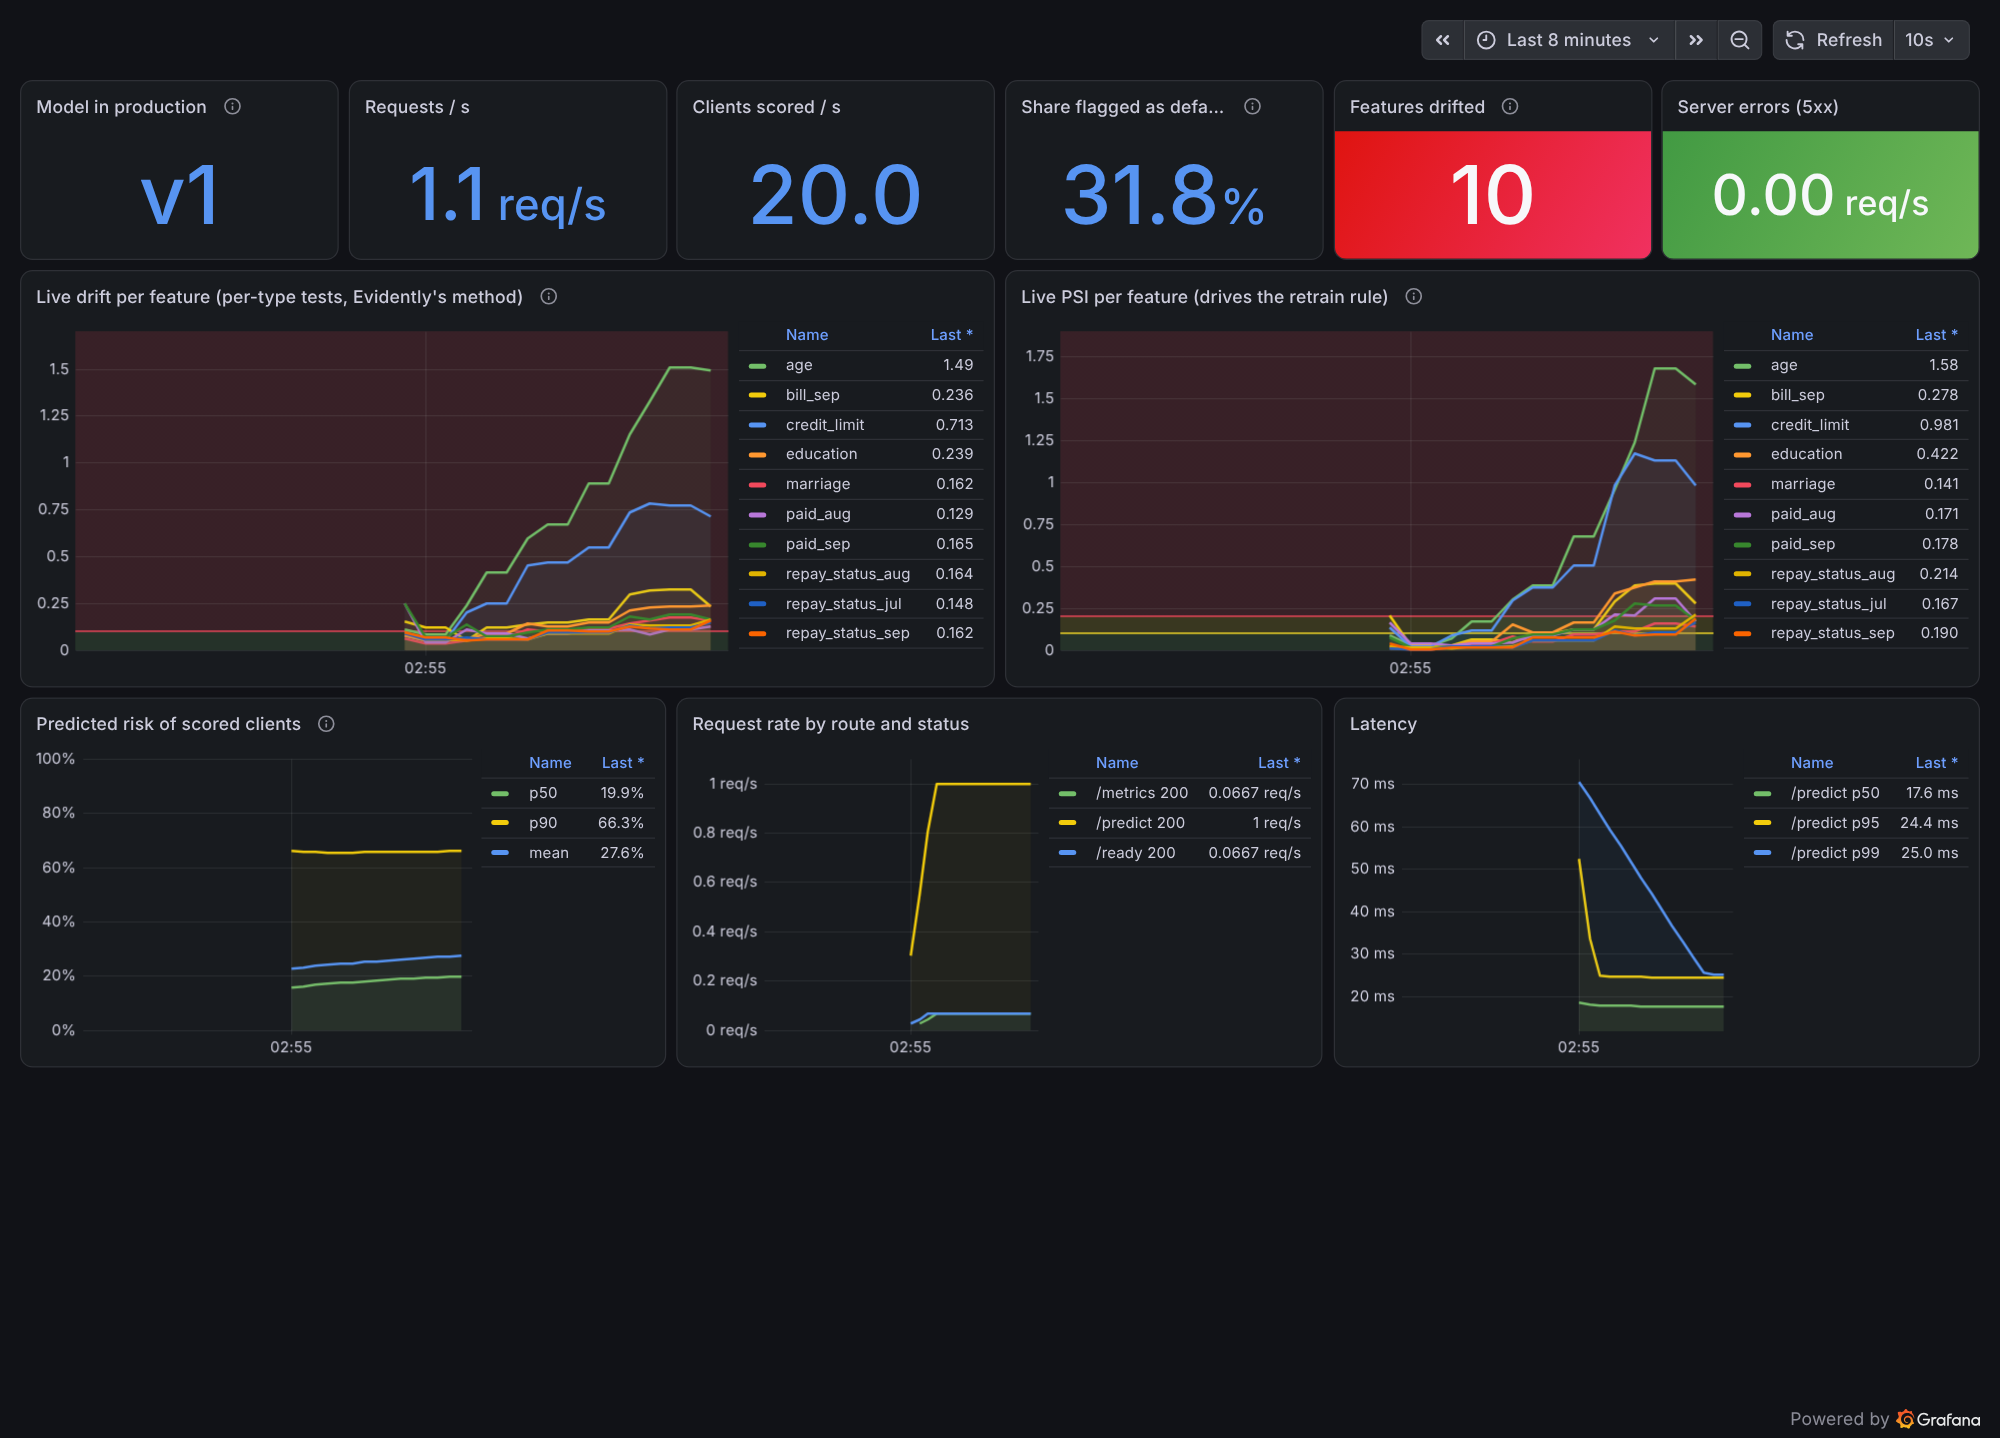 Last 8 minutes
Refresh
10s
Model in production
v1
Requests / s
1.1 req/s
Clients scored / s
20.0
Share flagged as defa...
31.8%
Features drifted
10
Server errors (5xx)
0.00 req/s
Live drift per feature (per-type tests, Evidently's method)
1.5
1.25
1
0.75
0.5
0.25
0
02:55
Name Last *
age 1.49
bill_sep 0.236
credit_limit 0.713
education 0.239
marriage 0.162
paid_aug 0.129
paid_sep 0.165
repay_status_aug 0.164
repay_status_jul 0.148
repay_status_sep 0.162
Live PSI per feature (drives the retrain rule)
1.75
1.5
1.25
1
0.75
0.5
0.25
0
02:55
Name Last *
age 1.58
bill_sep 0.278
credit_limit 0.981
education 0.422
marriage 0.141
paid_aug 0.171
paid_sep 0.178
repay_status_aug 0.214
repay_status_jul 0.167
repay_status_sep 0.190
Predicted risk of scored clients
100%
80%
60%
40%
20%
0%
02:55
Name Last *
p50 19.9%
p90 66.3%
mean 27.6%
Request rate by route and status
1 req/s
0.8 req/s
0.6 req/s
0.4 req/s
0.2 req/s
0 req/s
02:55
Name Last *
/metrics 200 0.0667 req/s
/predict 200 1 req/s
/ready 200 0.0667 req/s
Latency
70 ms
60 ms
50 ms
40 ms
30 ms
20 ms
02:55
Name Last *
/predict p50 17.6 ms
/predict p95 24.4 ms
/predict p99 25.0 ms
Powered by Grafana